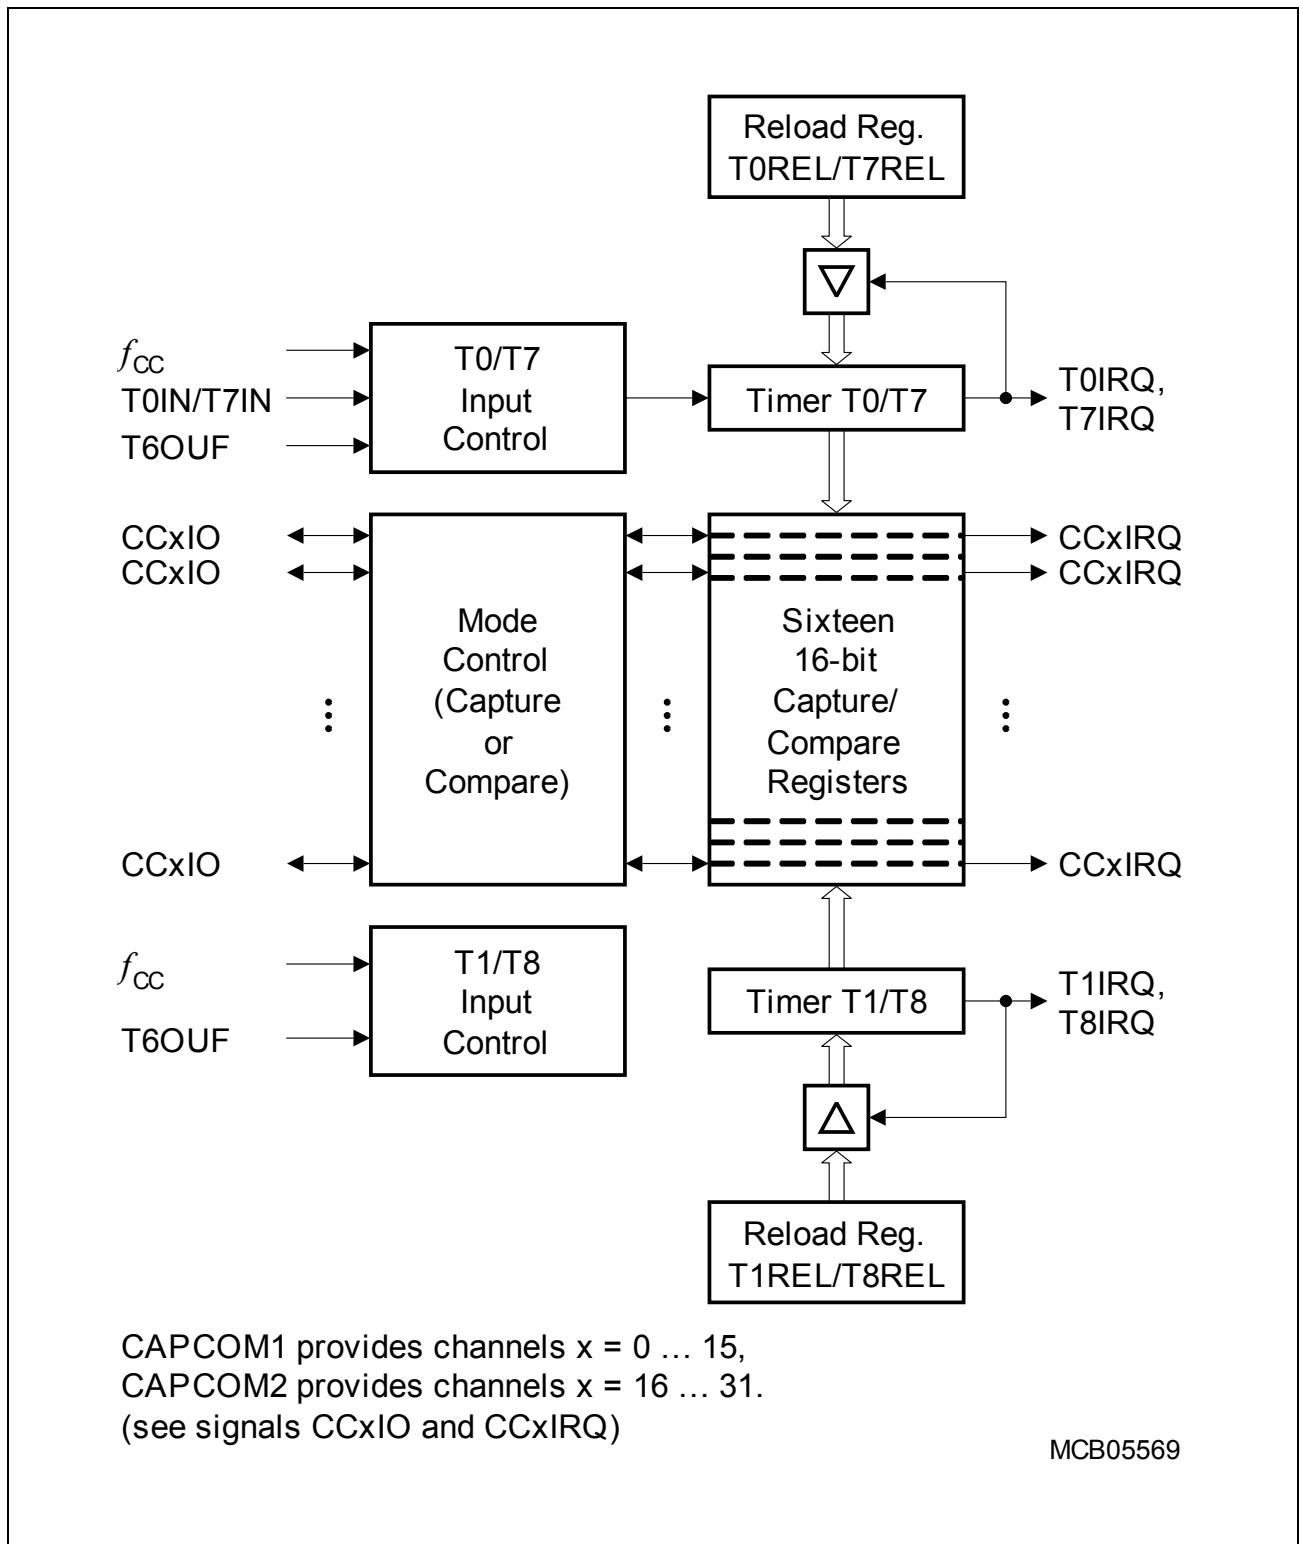 Reload Reg.
T0REL/T7REL
fCC
T0IN/T7IN
T6OUF
T0/T7
Input
Control
Timer T0/T7
T0IRQ,
T7IRQ
CCxIO
CCxIO
CCxIO
Mode
Control
(Capture
or
Compare)
Sixteen
16-bit
Capture/
Compare
Registers
CCxIRQ
CCxIRQ
CCxIRQ
fCC
T6OUF
T1/T8
Input
Control
Timer T1/T8
T1IRQ,
T8IRQ
Reload Reg.
T1REL/T8REL
CAPCOM1 provides channels x = 0 … 15,
CAPCOM2 provides channels x = 16 … 31.
(see signals CCxIO and CCxIRQ)
MCB05569